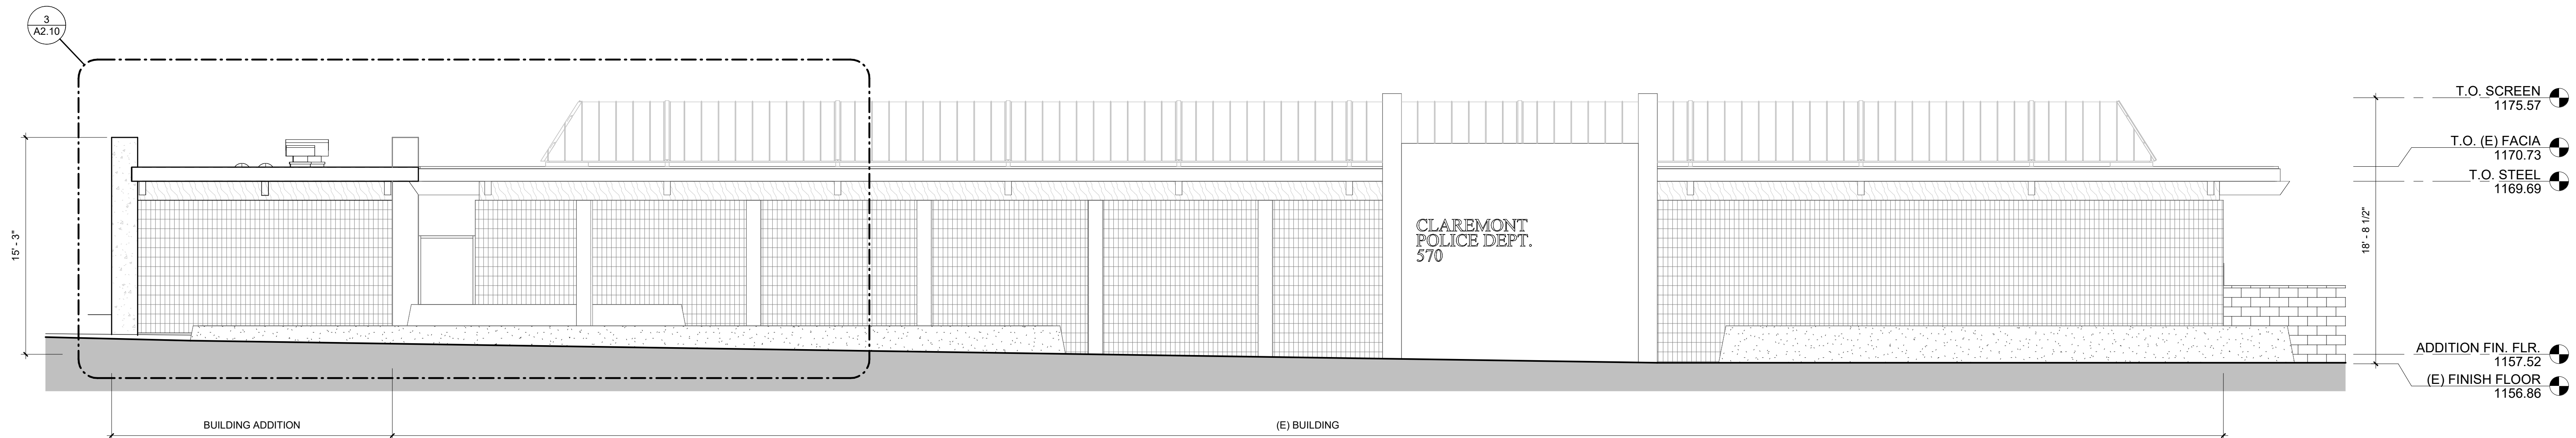 3
A2.10
T.O. SCREEN
1175.57
T.O. (E) FACIA
1170.73
T.O. STEEL
1169.69
15' - 3"
18' - 8 1/2"
CLAREMONT
POLICE DEPT.
570
ADDITION FIN. FLR.
1157.52
(E) FINISH FLOOR
1156.86
BUILDING ADDITION
(E) BUILDING